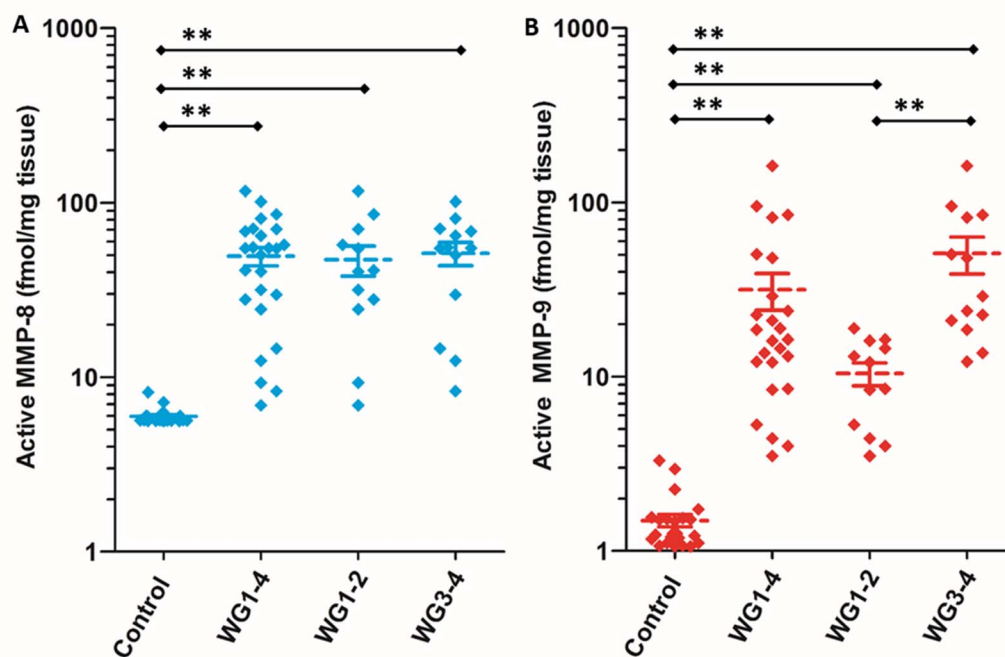 A
Active MMP-8 (fmol/mg tissue)
1000
100
10
1
**
**
**
Control
WG1-4
WG1-2
WG3-4
B
Active MMP-9 (fmol/mg tissue)
1000
100
10
1
**
**
**
**
Control
WG1-4
WG1-2
WG3-4